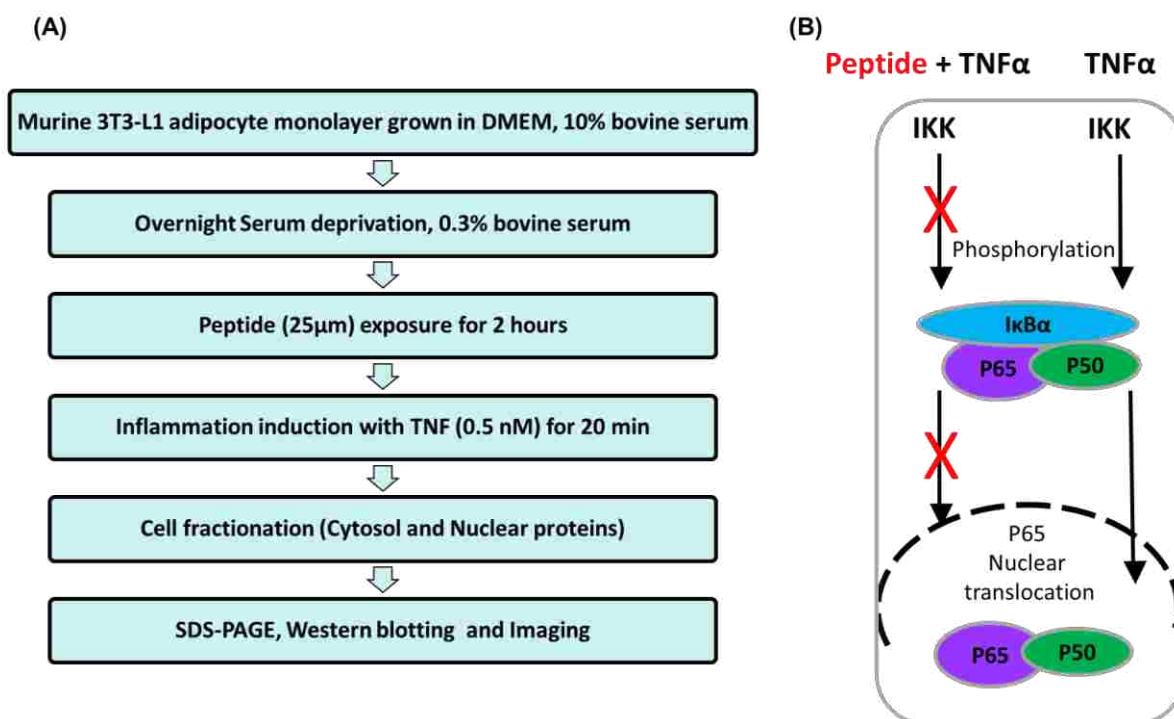 (A)
Murine 3T3-L1 adipocyte monolayer grown in DMEM, 10% bovine serum
Overnight Serum deprivation, 0.3% bovine serum
Peptide (25μm) exposure for 2 hours
Inflammation induction with TNF (0.5 nM) for 20 min
Cell fractionation (Cytosol and Nuclear proteins)
SDS-PAGE, Western blotting and Imaging
(B)
Peptide + TNFα TNFα
IKK IKK
X
Phosphorylation
IκBα
P65 P50
X
P65
Nuclear
translocation
P65 P50